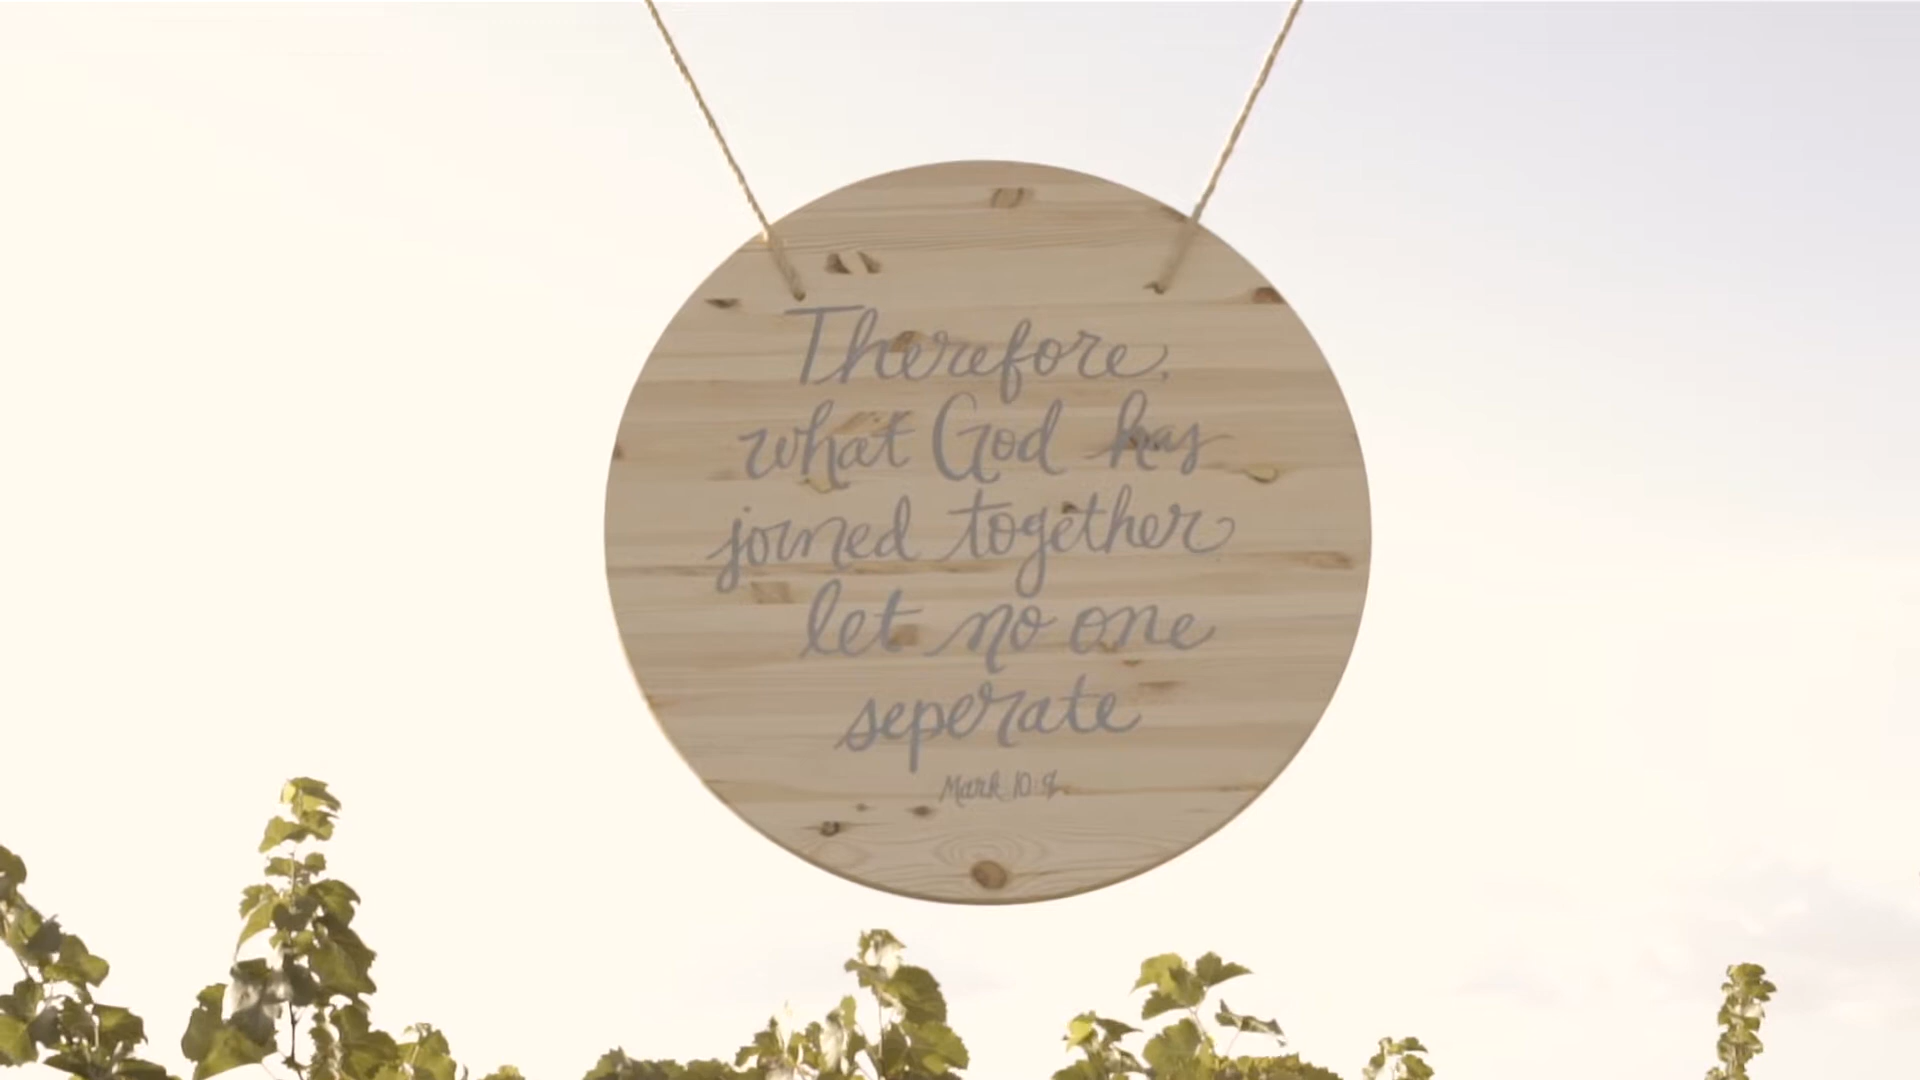 Therefore,
what God has
joined together
let no one
seperate
Mark 10:9